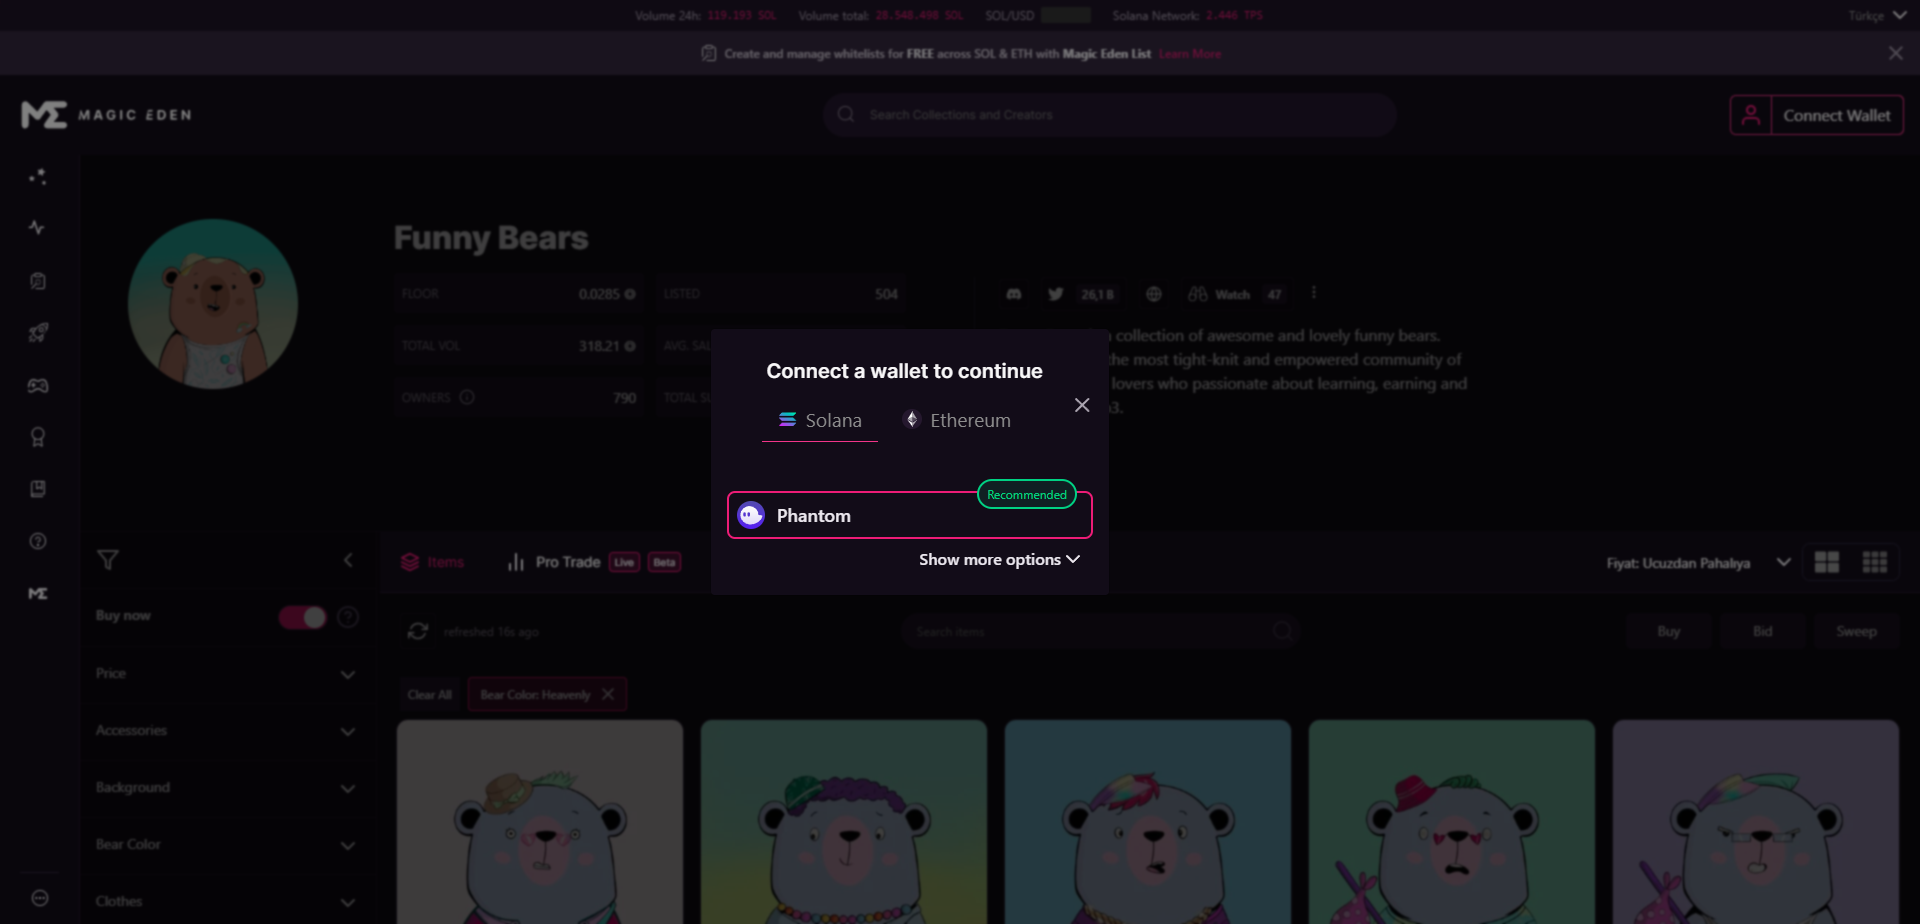 Volume 24h: 119.193 SOL Volume total: 28.548.498 SOL SOL/USD Solana Network: 2.446 TPS Türkçe
Create and manage whitelists for FREE across SOL & ETH with Magic Eden List Learn More
MAGIC EDEN
Search Collections and Creators
Connect Wallet
Funny Bears
FLOOR 0.0285 LISTED 504
26,1 B Watch 47
TOTAL VOL 318.21 AVG. SAL
OWNERS 790 TOTAL SU
collection of awesome and lovely funny bears.
he most tight-knit and empowered community of
lovers who passionate about learning, earning and
3.
Connect a wallet to continue
Solana Ethereum
Recommended
Phantom
Show more options
Items Pro Trade Live Beta
Fiyat: Ucuzdan Pahalıya
Buy now
refreshed 16s ago
Search items
Buy Bid Sweep
Price
Clear All Bear Color: Heavenly
Accessories
Background
Bear Color
Clothes
ME